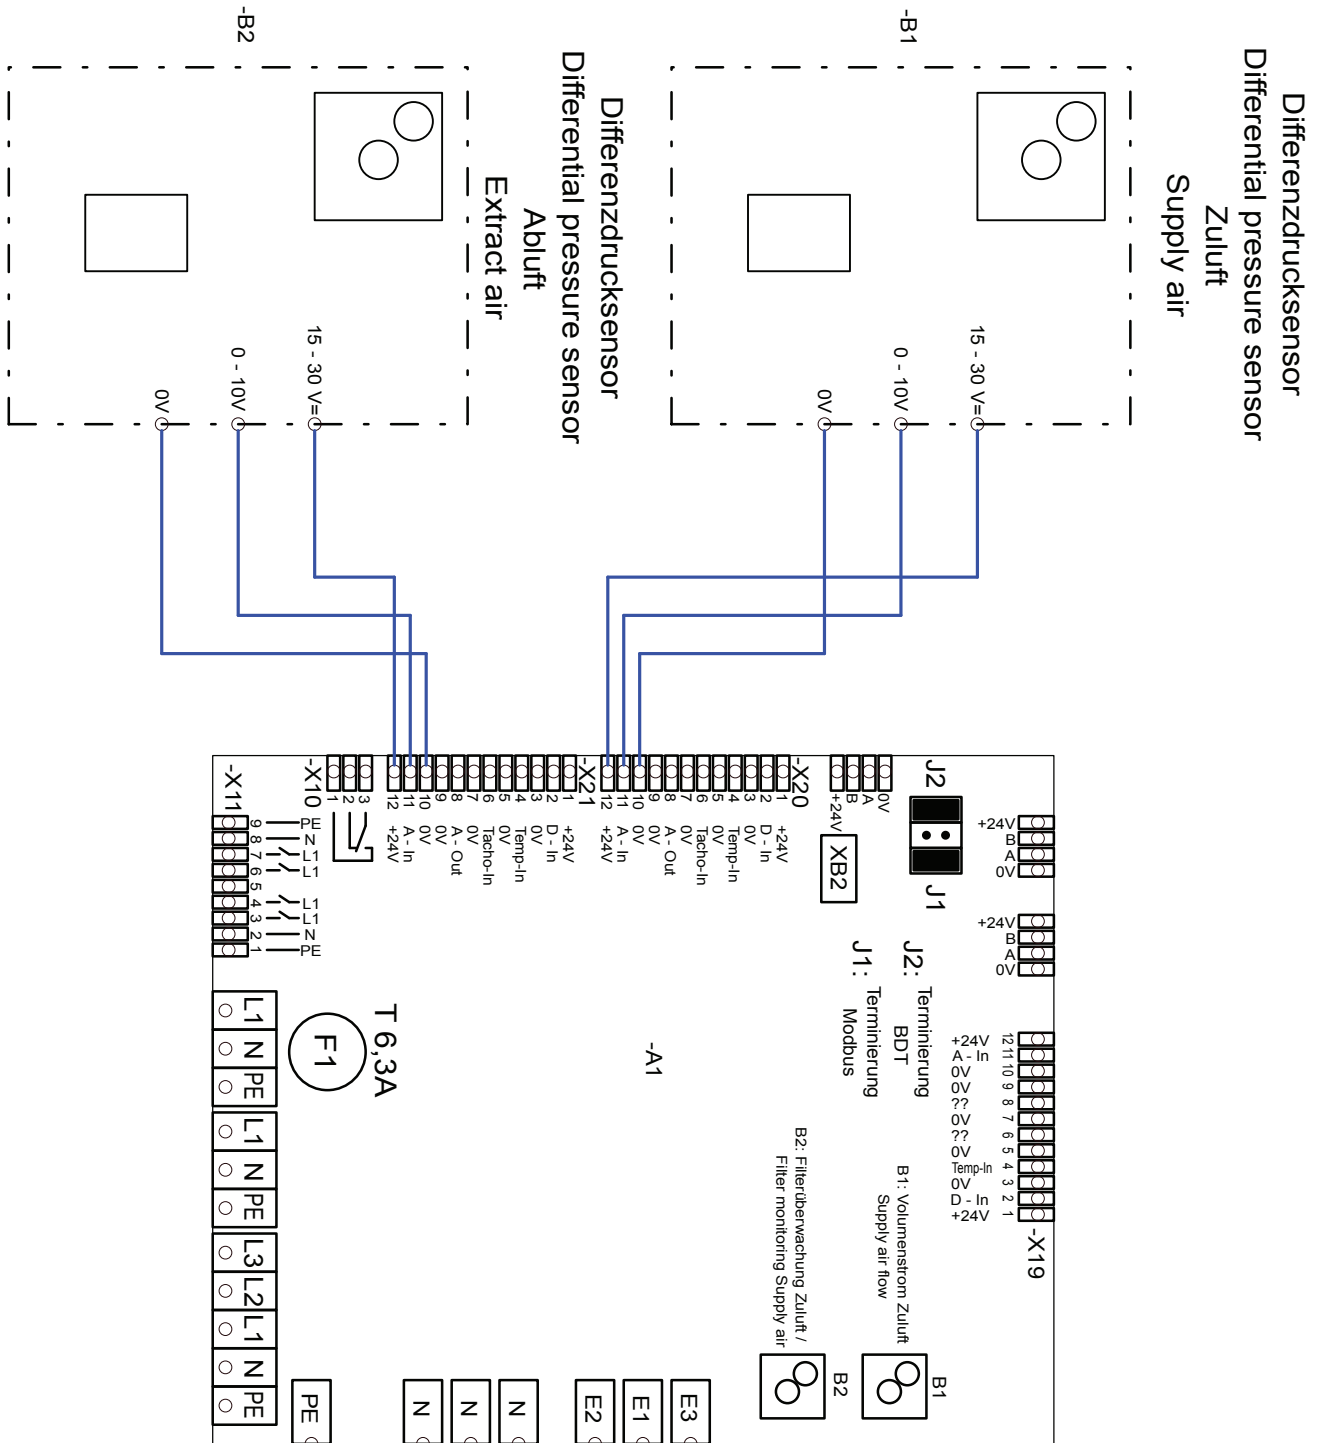 -B1
Differenzdrucksensor
Differential pressure sensor
Zuluft
Supply air
15 - 30 V=
0 - 10V
0V
-B2
Differenzdrucksensor
Differential pressure sensor
Abluft
Extract air
15 - 30 V=
0 - 10V
0V
+24V
B
A
0V
+24V
B
A
0V
12 +24V
11 A - In
10 0V
9 0V
8 ??
7 0V
6 ??
5 0V
4 Temp-In
3 0V
2 D - In
1 +24V
-X19
J2
J1
0V
A
B
+24V
XB2
J2: Terminierung
BDT
J1: Terminierung
Modbus
B1: Volumenstrom Zuluft
Supply air flow
B1
B2: Filterüberwachung Zuluft /
Filter monitoring Supply air
B2
-X20
1 +24V
2 D - In
3 0V
4 Temp-In
5 0V
6 Tacho-In
7 0V
8 A - Out
9 0V
10 0V
11 A - In
12 +24V
-X21
1 +24V
2 D - In
3 0V
4 Temp-In
5 0V
6 Tacho-In
7 0V
8 A - Out
9 0V
10 0V
11 A - In
12 +24V
-A1
-X10
3
2
1
-X11
9 PE
8 N
7 L1
6 L1
5
4 L1
3 L1
2 N
1 PE
T 6,3A
F1
L1
N
PE
L1
N
PE
L3
L2
L1
N
PE
E3
E1
E2
N
N
N
PE